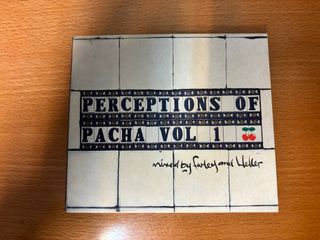 PERCEPTIONS OF
PACHA VOL 1
mixed by farley and Heller